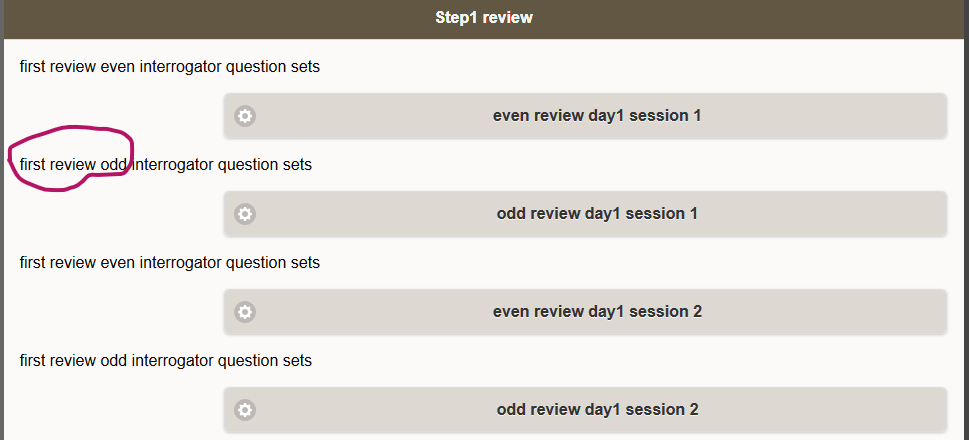 Step1 review
first review even interrogator question sets
even review day1 session 1
first review odd interrogator question sets
odd review day1 session 1
first review even interrogator question sets
even review day1 session 2
first review odd interrogator question sets
odd review day1 session 2